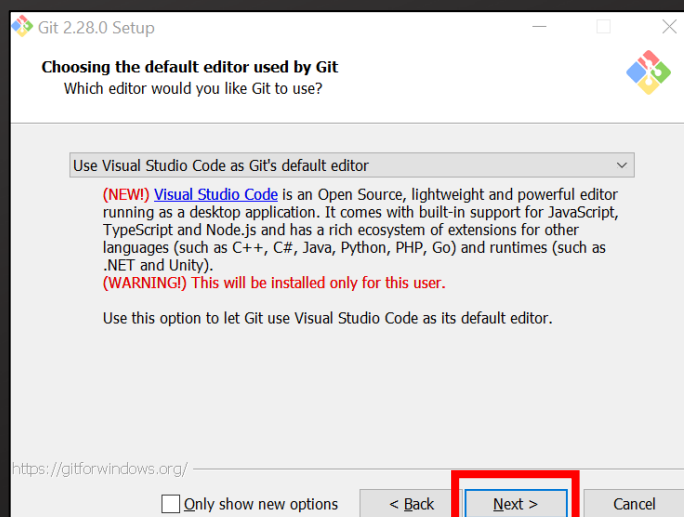 Git 2.28.0 Setup
Choosing the default editor used by Git
Which editor would you like Git to use?
Use Visual Studio Code as Git's default editor
(NEW!) Visual Studio Code is an Open Source, lightweight and powerful editor
running as a desktop application. It comes with built-in support for JavaScript,
TypeScript and Node.js and has a rich ecosystem of extensions for other
languages (such as C++, C#, Java, Python, PHP, Go) and runtimes (such as
.NET and Unity).
(WARNING!) This will be installed only for this user.
Use this option to let Git use Visual Studio Code as its default editor.
https://gitforwindows.org/
Only show new options < Back Next > Cancel